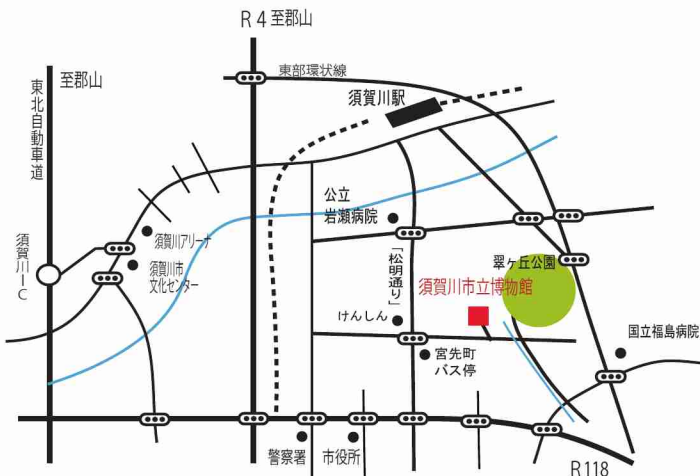 R4至郡山
至郡山
東北自動車道
東部環状線
須賀川駅
公立
岩瀬病院
須賀川アリーナ
須賀川市
文化センター
須賀川IC
「松明通り」
翠ヶ丘公園
須賀川市立博物館
けんしん
宮先町
バス停
国立福島病院
警察署
市役所
R118